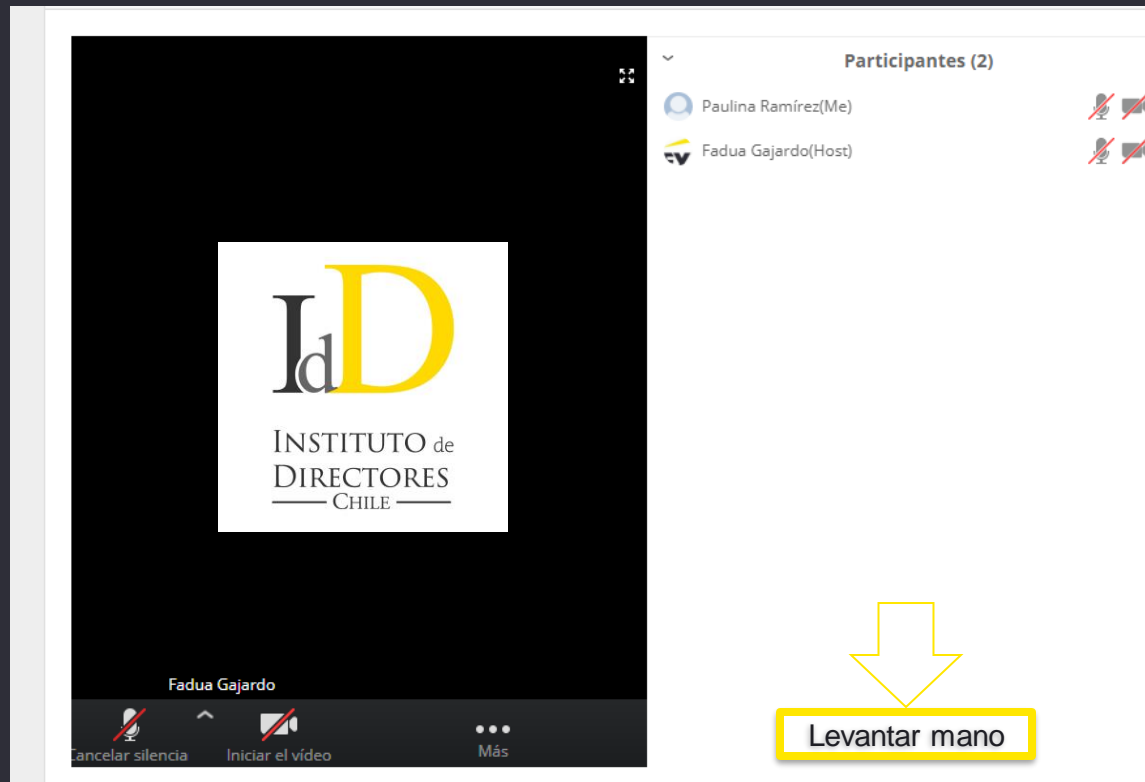 Participantes (2)
Paulina Ramírez(Me)
Fadua Gajardo(Host)
IdD
INSTITUTO de
DIRECTORES
CHILE
Fadua Gajardo
Cancelar silencia
Iniciar el vídeo
Más
Levantar mano